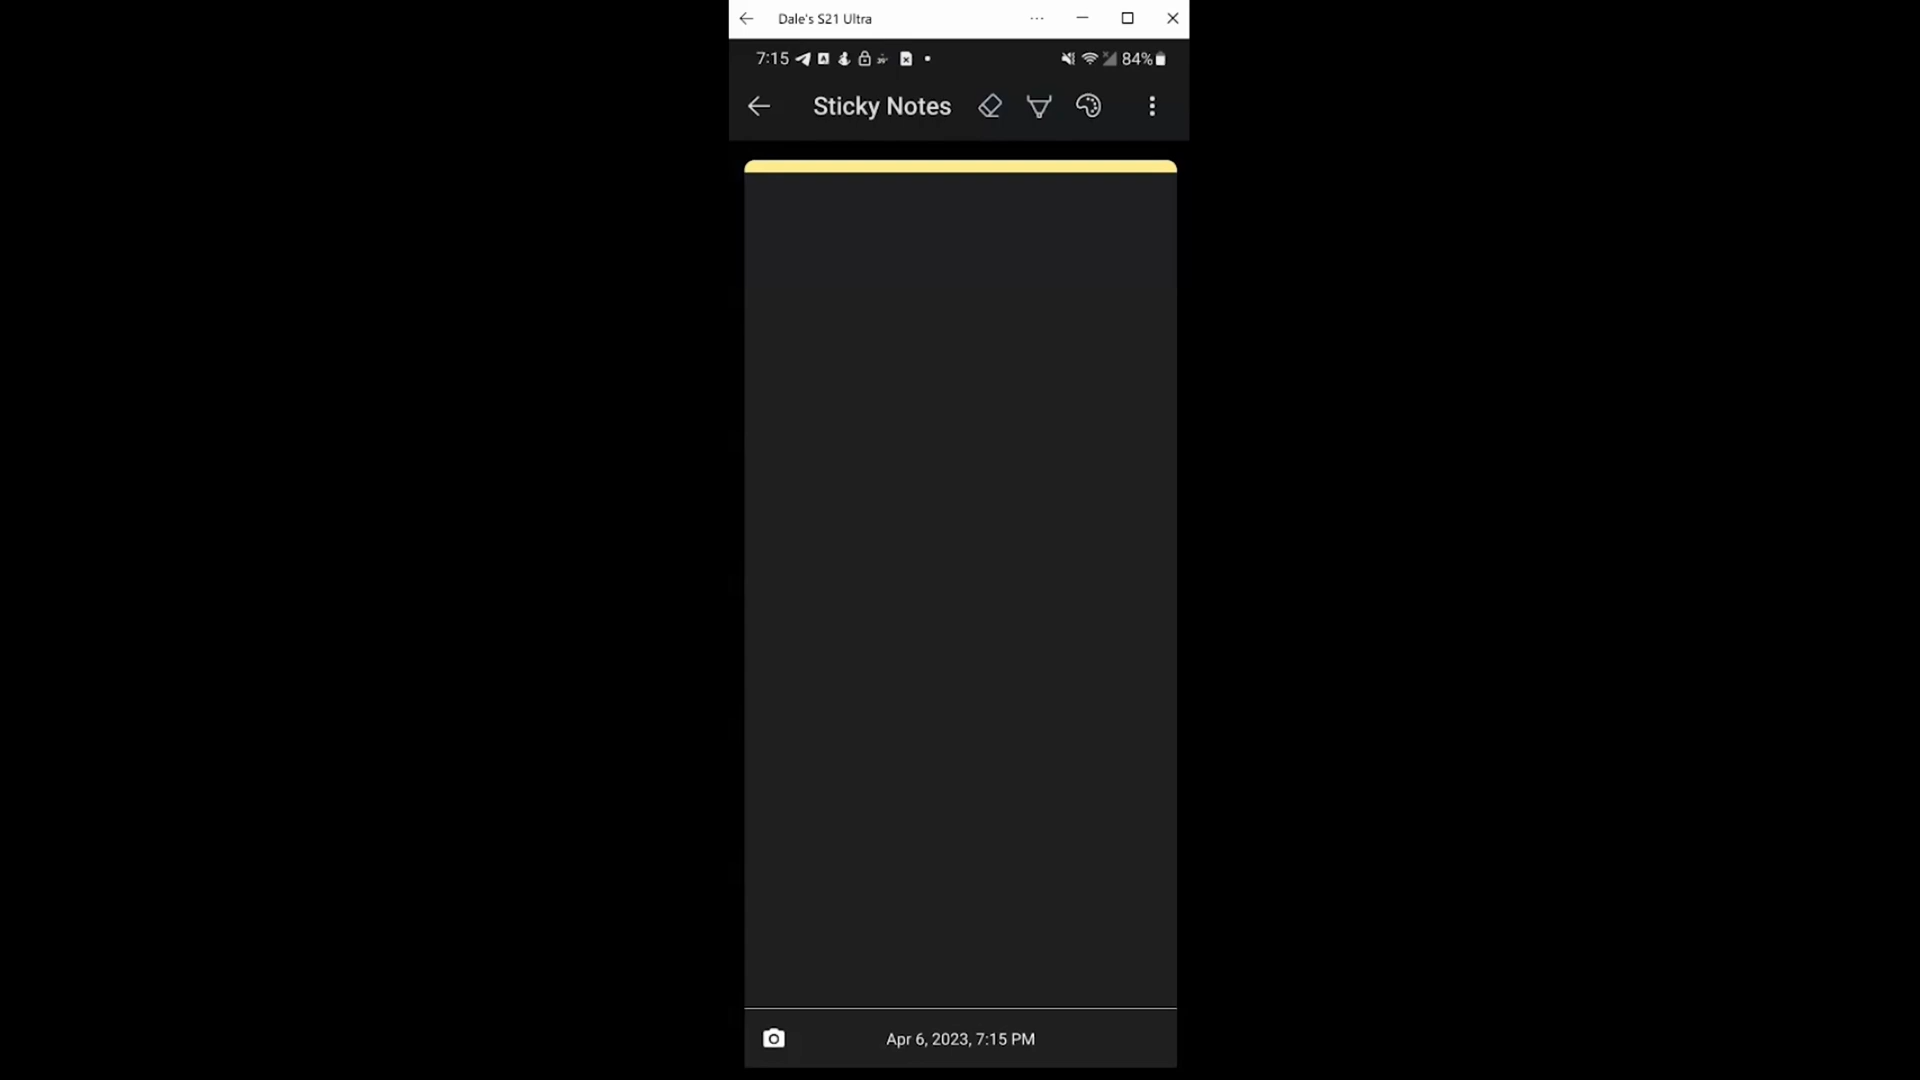 Dale's S21 Ultra
7:15 84%
Sticky Notes
Apr 6, 2023, 7:15 PM